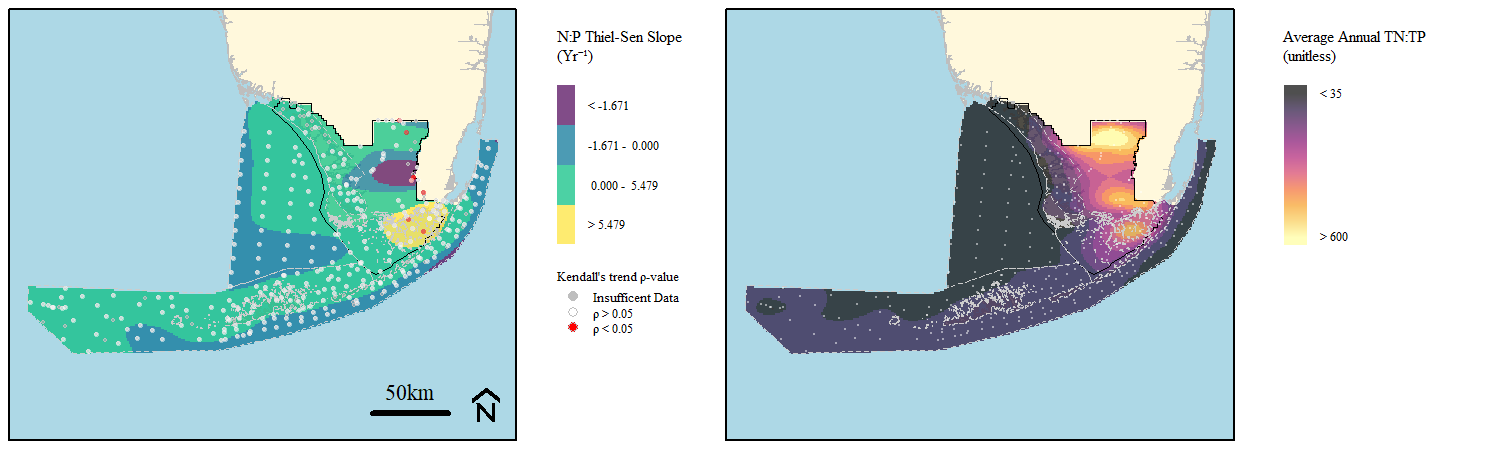 N:P Thiel-Sen Slope
(Yr⁻¹)
< -1.671
-1.671 - 0.000
0.000 - 5.479
> 5.479
Kendall's trend ρ-value
Insufficent Data
ρ > 0.05
ρ < 0.05
50km
N
Average Annual TN:TP
(unitless)
< 35
> 600